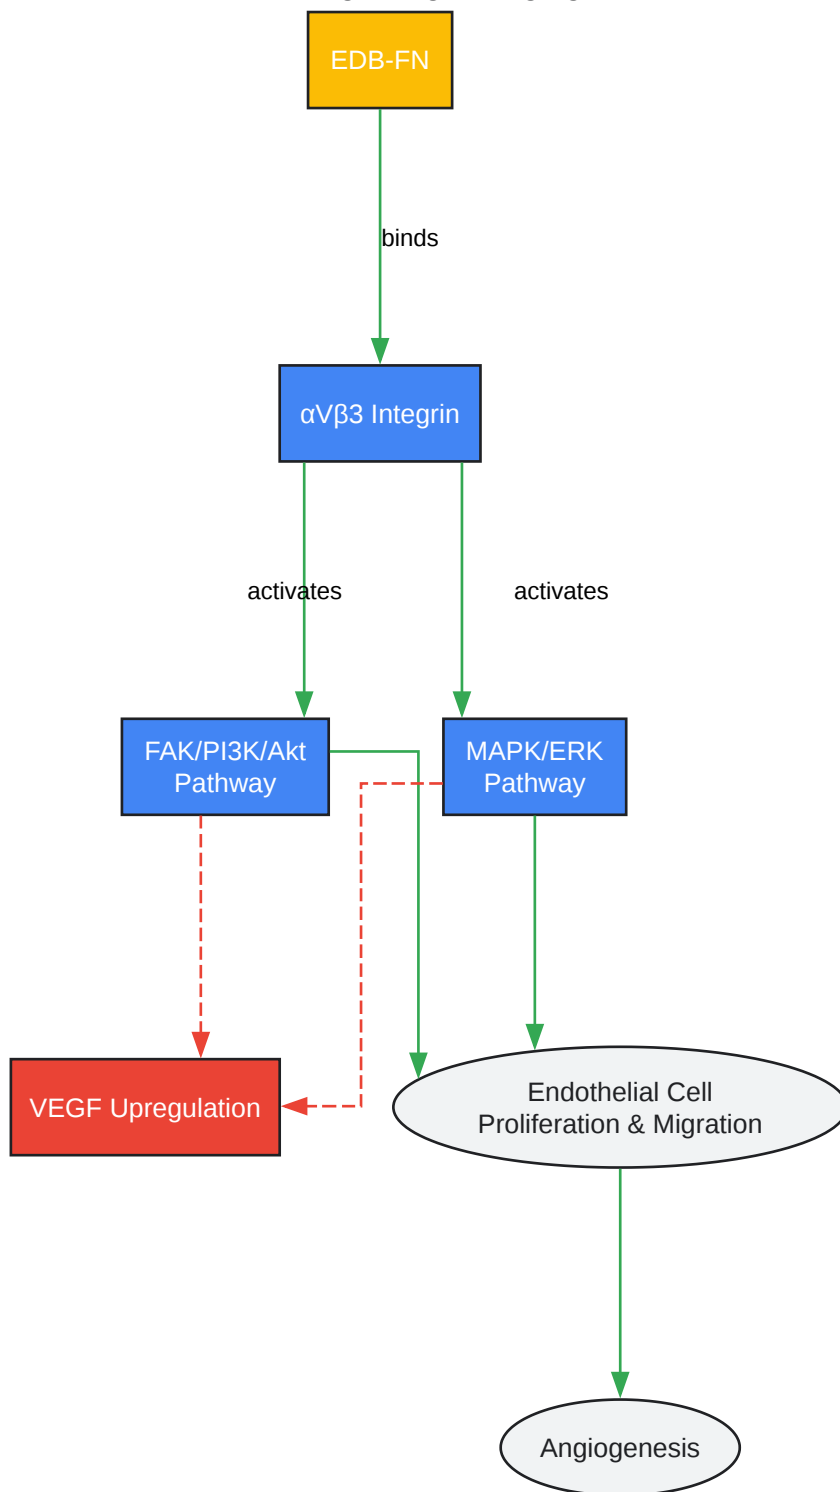 EDB-FN
binds
αVβ3 Integrin
activates
activates
FAK/PI3K/Akt
Pathway
MAPK/ERK
Pathway
VEGF Upregulation
Endothelial Cell
Proliferation & Migration
Angiogenesis